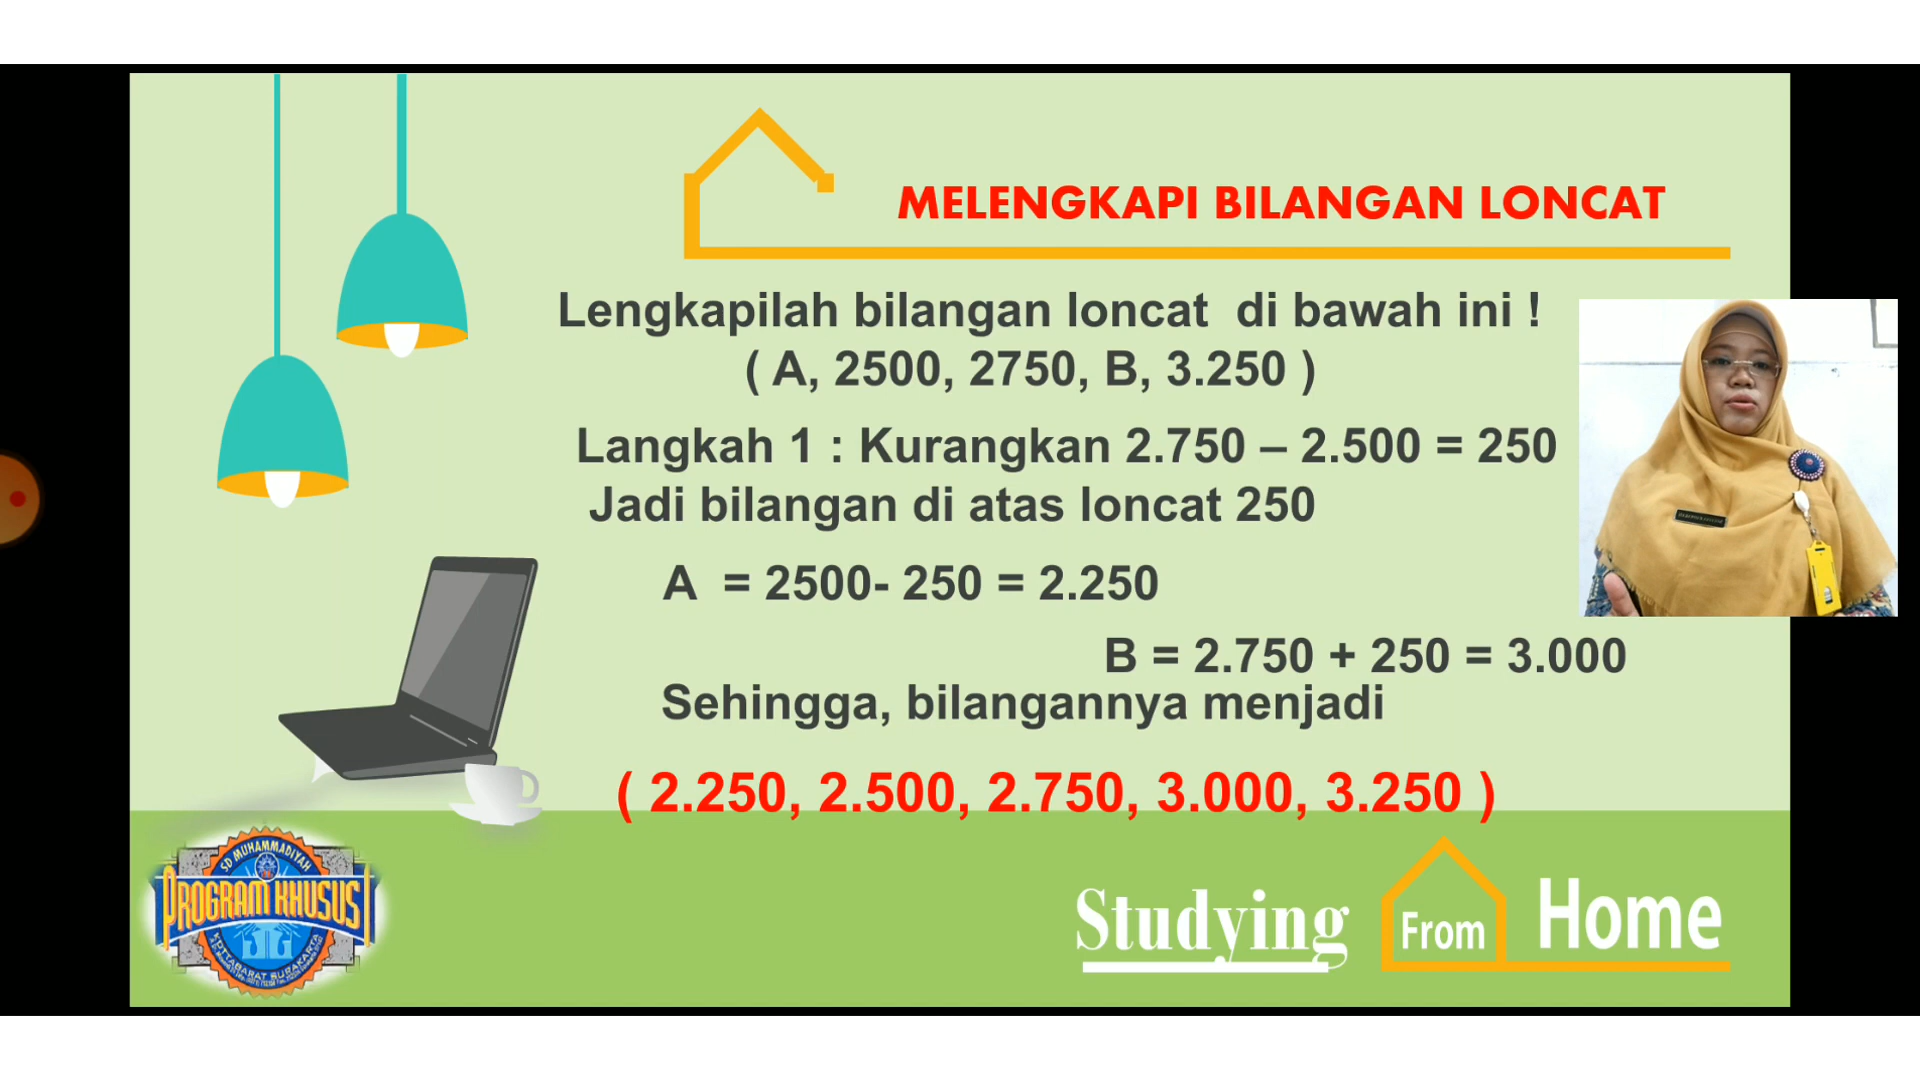 MELENGKAPI BILANGAN LONCAT
Lengkapilah bilangan loncat di bawah ini !
( A, 2500, 2750, B, 3.250 )
Langkah 1 : Kurangkan 2.750 – 2.500 = 250
Jadi bilangan di atas loncat 250
A = 2500- 250 = 2.250
B = 2.750 + 250 = 3.000
Sehingga, bilangannya menjadi
( 2.250, 2.500, 2.750, 3.000, 3.250 )
SD MUHAMMADIYAH
PROGRAM KHUSUS
KOTTABARAT SURAKARTA
Studying From Home